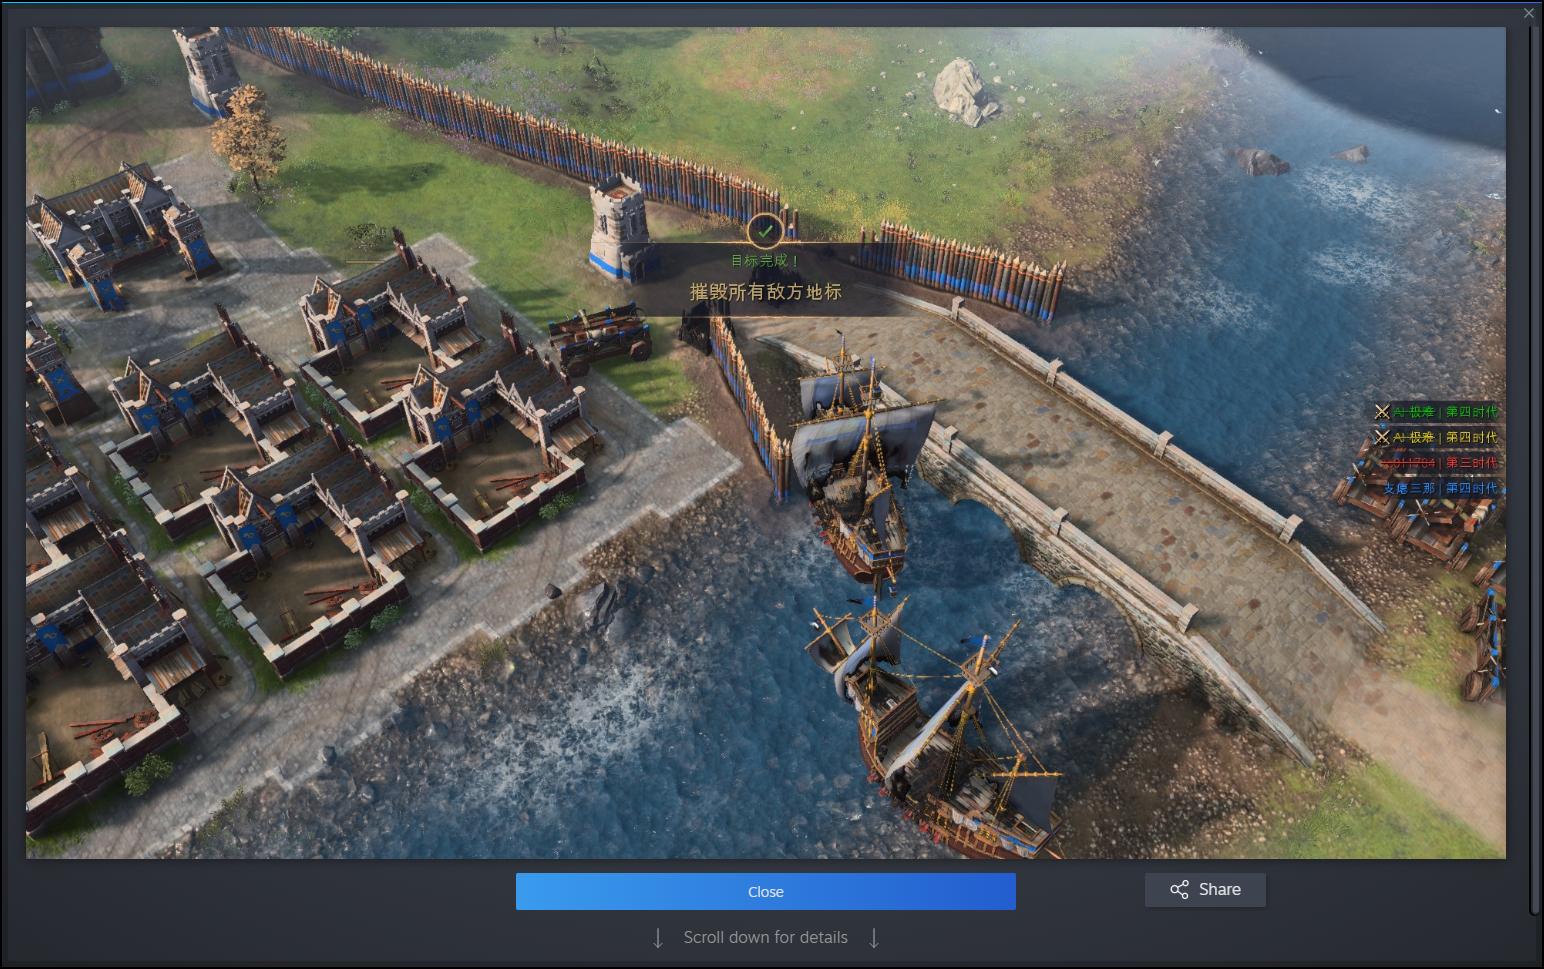 目标完成！
摧毁所有敌方地标
AI 极难 | 第四时代
AI 极难 | 第四时代
| 第三时代
三那 | 第四时代
Close
Share
Scroll down for details